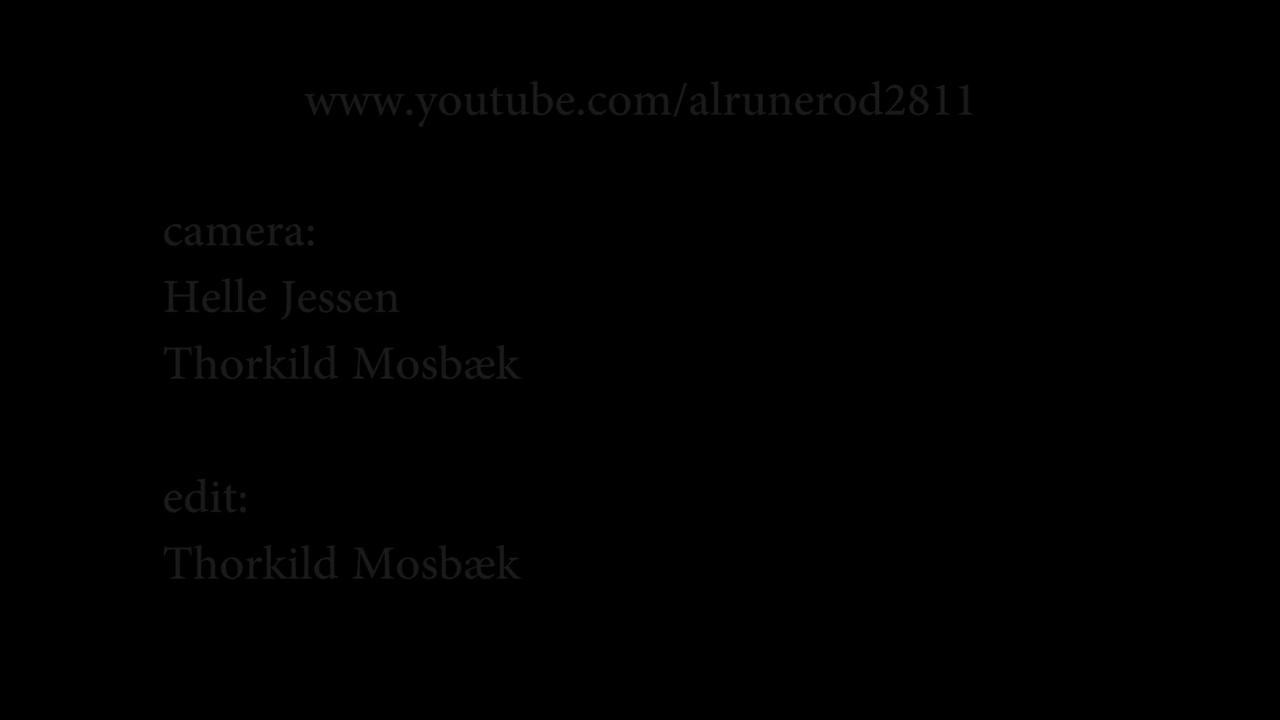 www.youtube.com/alrunerod2811
camera:
Helle Jessen
Thorkild Mosbæk
edit:
Thorkild Mosbæk